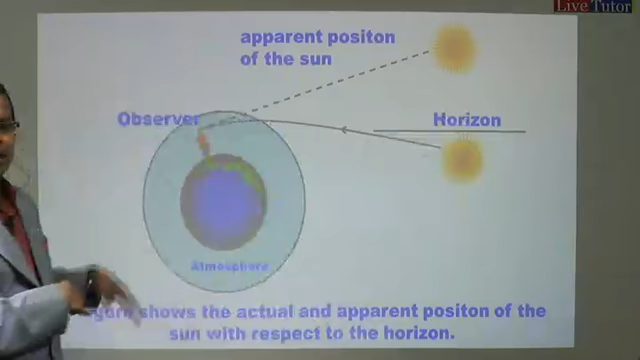 Live Tutor
apparent positon
of the sun
Observer
Horizon
Atmosphere
shows the actual and apparent positon of the
sun with respect to the horizon.